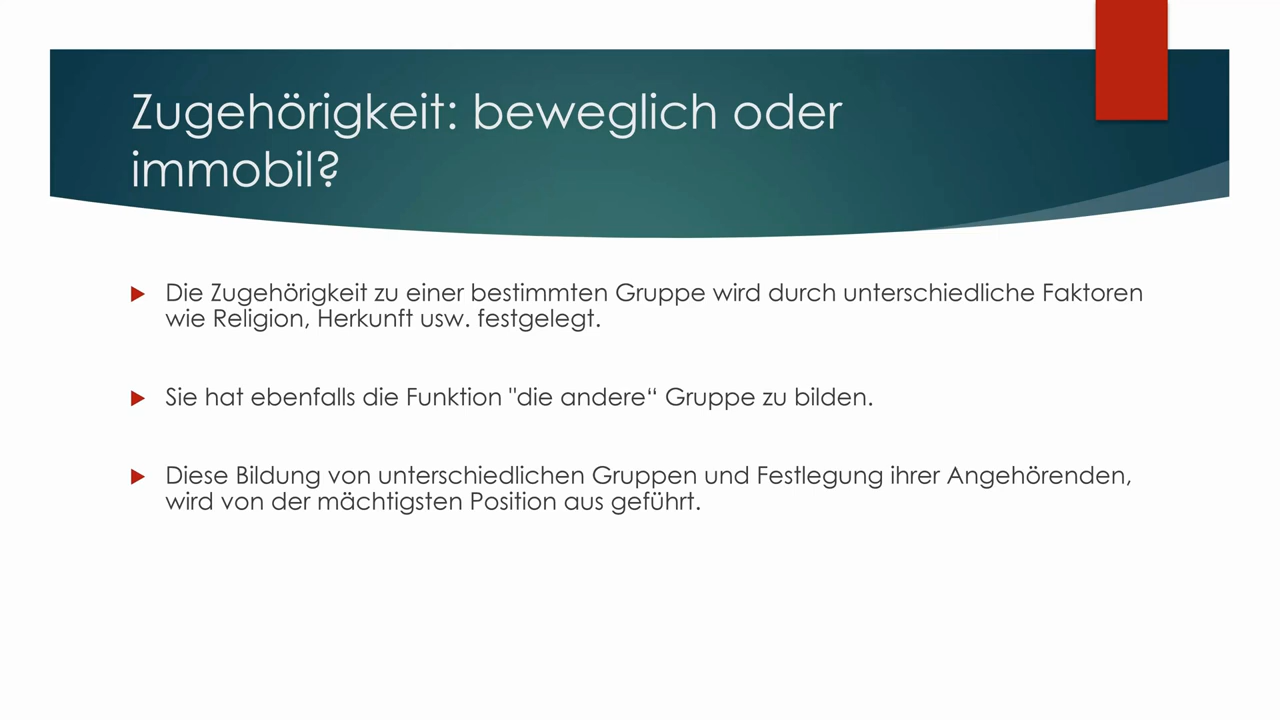 Zugehörigkeit: beweglich oder
immobil?
Die Zugehörigkeit zu einer bestimmten Gruppe wird durch unterschiedliche Faktoren
wie Religion, Herkunft usw. festgelegt.
Sie hat ebenfalls die Funktion "die andere“ Gruppe zu bilden.
Diese Bildung von unterschiedlichen Gruppen und Festlegung ihrer Angehörenden,
wird von der mächtigsten Position aus geführt.